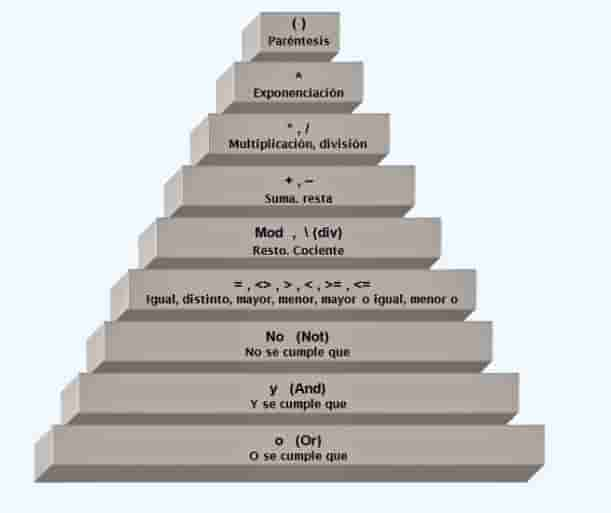 ( )
Paréntesis
^
Exponenciación
* , /
Multiplicación, división
+ , –
Suma. resta
Mod , \ (div)
Resto. Cociente
= , <> , > , < , >= , <=
Igual, distinto, mayor, menor, mayor o igual, menor o
No (Not)
No se cumple que
y (And)
Y se cumple que
o (Or)
O se cumple que